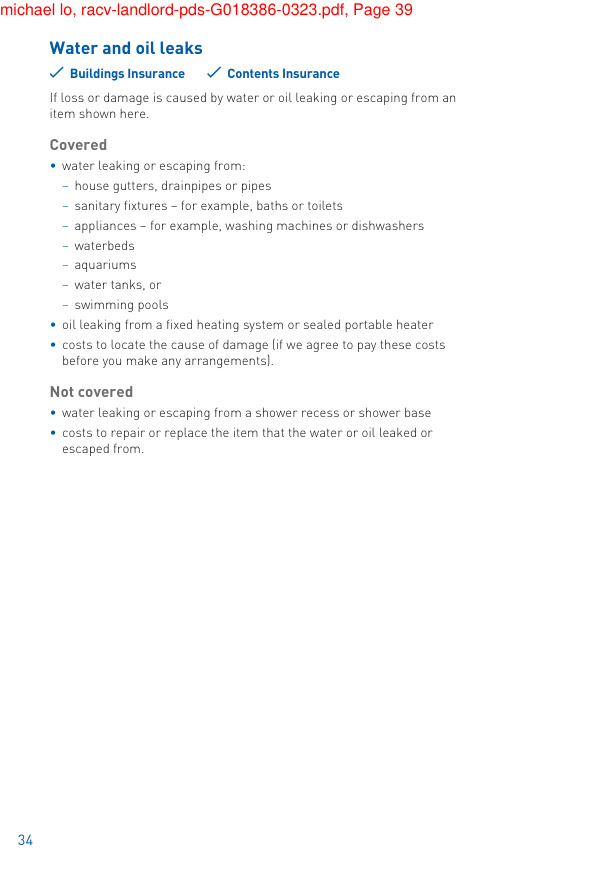 michael lo, racv-landlord-pds-G018386-0323.pdf, Page 39
Water and oil leaks
✓ Buildings Insurance ✓ Contents Insurance
If loss or damage is caused by water or oil leaking or escaping from an
item shown here.
Covered
• water leaking or escaping from:
– house gutters, drainpipes or pipes
– sanitary fixtures – for example, baths or toilets
– appliances – for example, washing machines or dishwashers
– waterbeds
– aquariums
– water tanks, or
– swimming pools
• oil leaking from a fixed heating system or sealed portable heater
• costs to locate the cause of damage (if we agree to pay these costs
before you make any arrangements).
Not covered
• water leaking or escaping from a shower recess or shower base
• costs to repair or replace the item that the water or oil leaked or
escaped from.
34